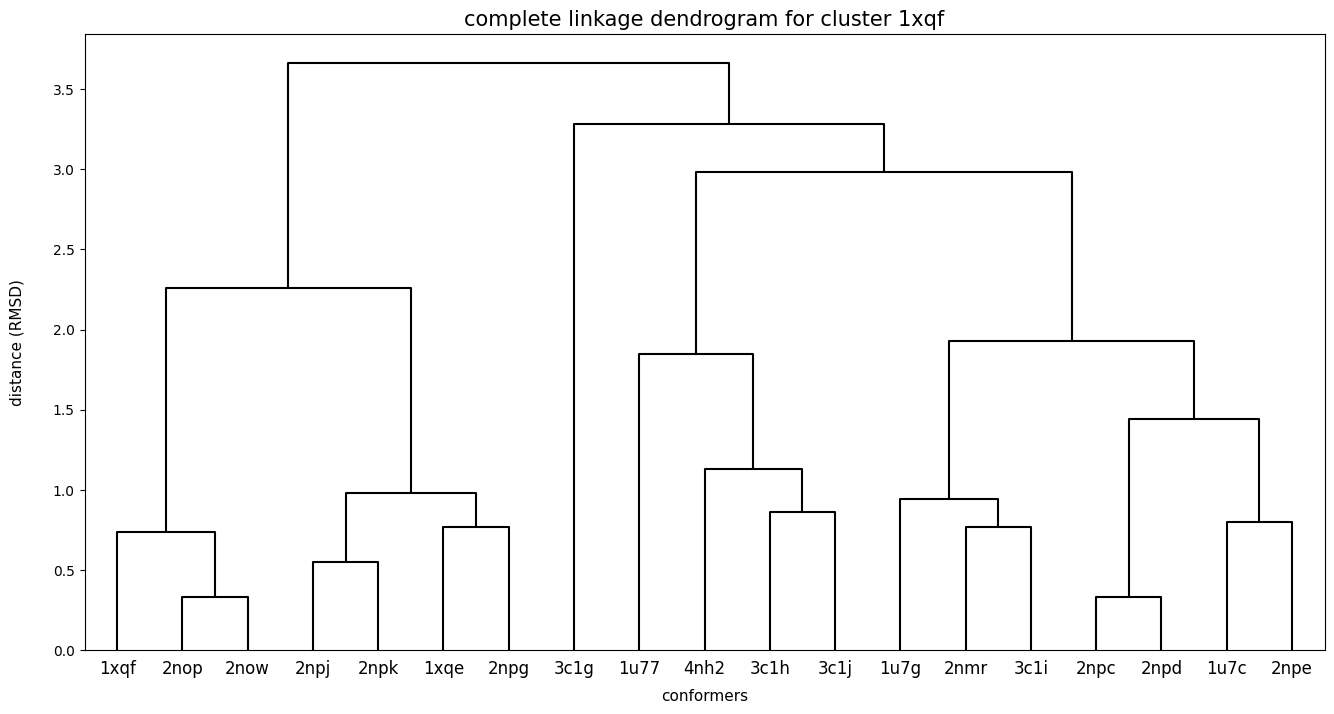 complete linkage dendrogram for cluster 1xqf
distance (RMSD)
3.5
3.0
2.5
2.0
1.5
1.0
0.5
0.0
1xqf 2nop 2now 2npj 2npk 1xqe 2npg 3c1g 1u77 4nh2 3c1h 3c1j 1u7g 2nmr 3c1i 2npc 2npd 1u7c 2npe
conformers